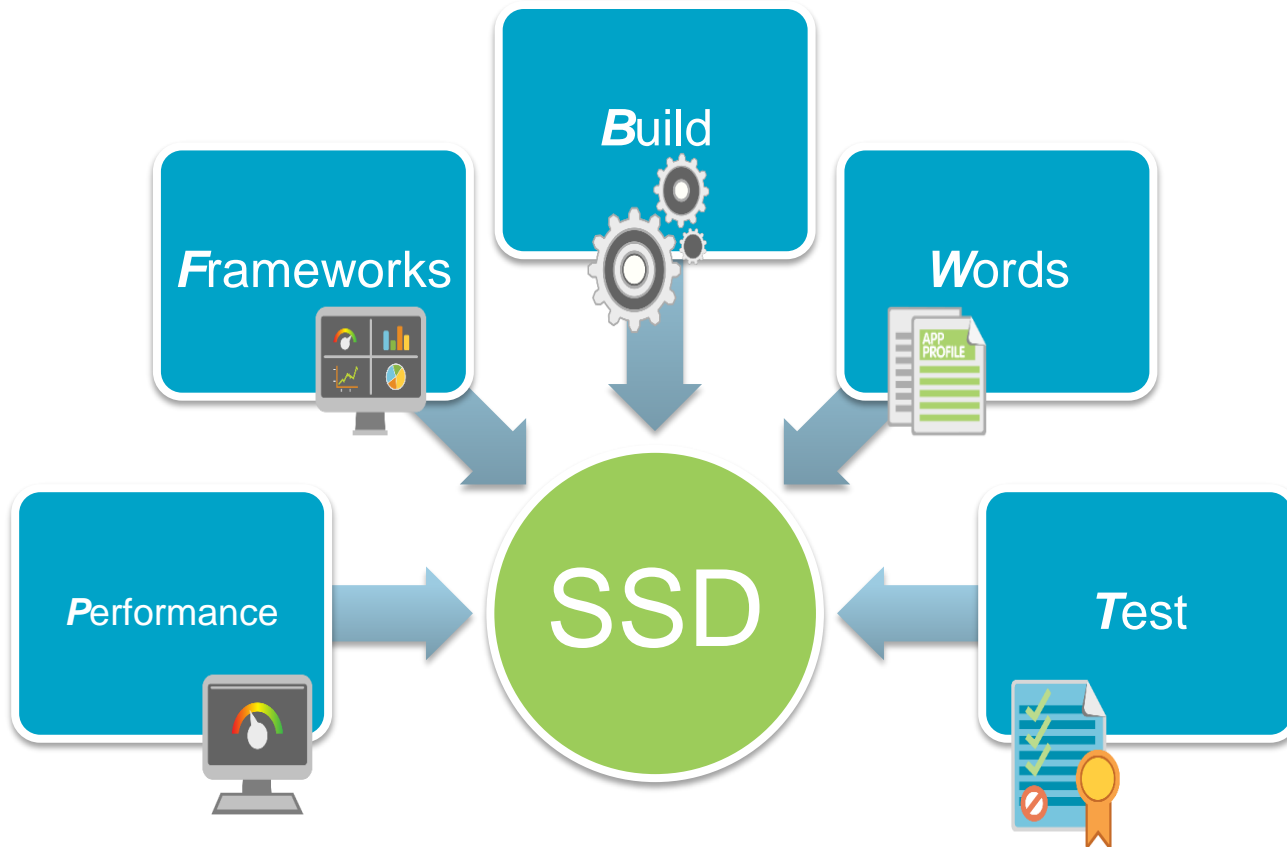 Build
Frameworks
Words
APP
PROFILE
SSD
Performance
Test